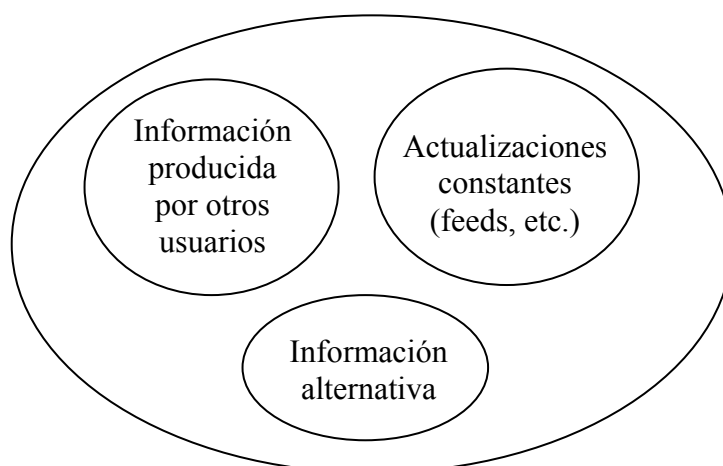 Información
producida
por otros
usuarios
Actualizaciones
constantes
(feeds, etc.)
Información
alternativa